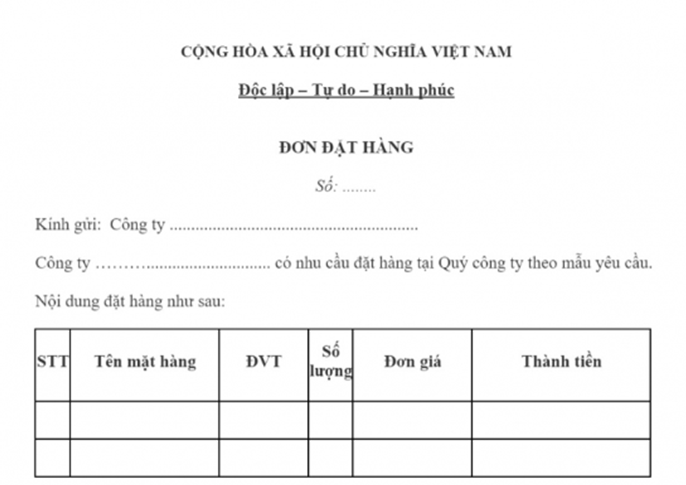 CỘNG HÒA XÃ HỘI CHỦ NGHĨA VIỆT NAM
Độc lập – Tự do – Hạnh phúc
ĐƠN ĐẶT HÀNG
Số: ........
Kính gửi:  Công ty ..........................................................
Công ty ………............................. có nhu cầu đặt hàng tại Quý công ty theo mẫu yêu cầu.
Nội dung đặt hàng như sau:
STT Tên mặt hàng ĐVT Số lượng Đơn giá Thành tiền